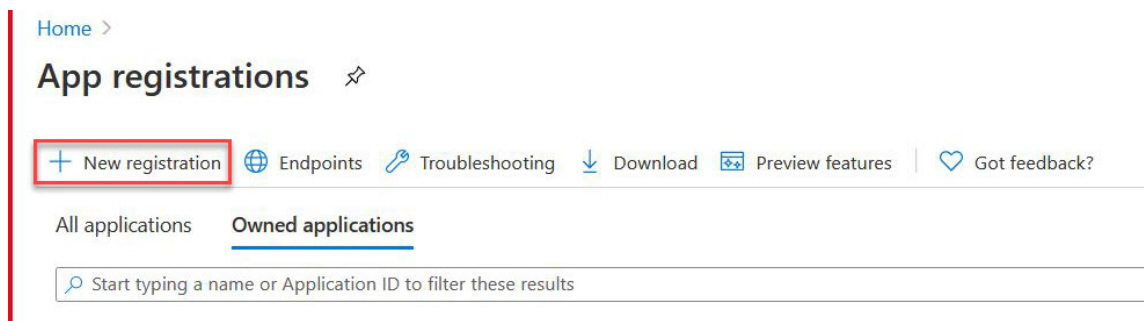 Home >
App registrations
New registration Endpoints Troubleshooting Download Preview features Got feedback?
All applications Owned applications
Start typing a name or Application ID to filter these results